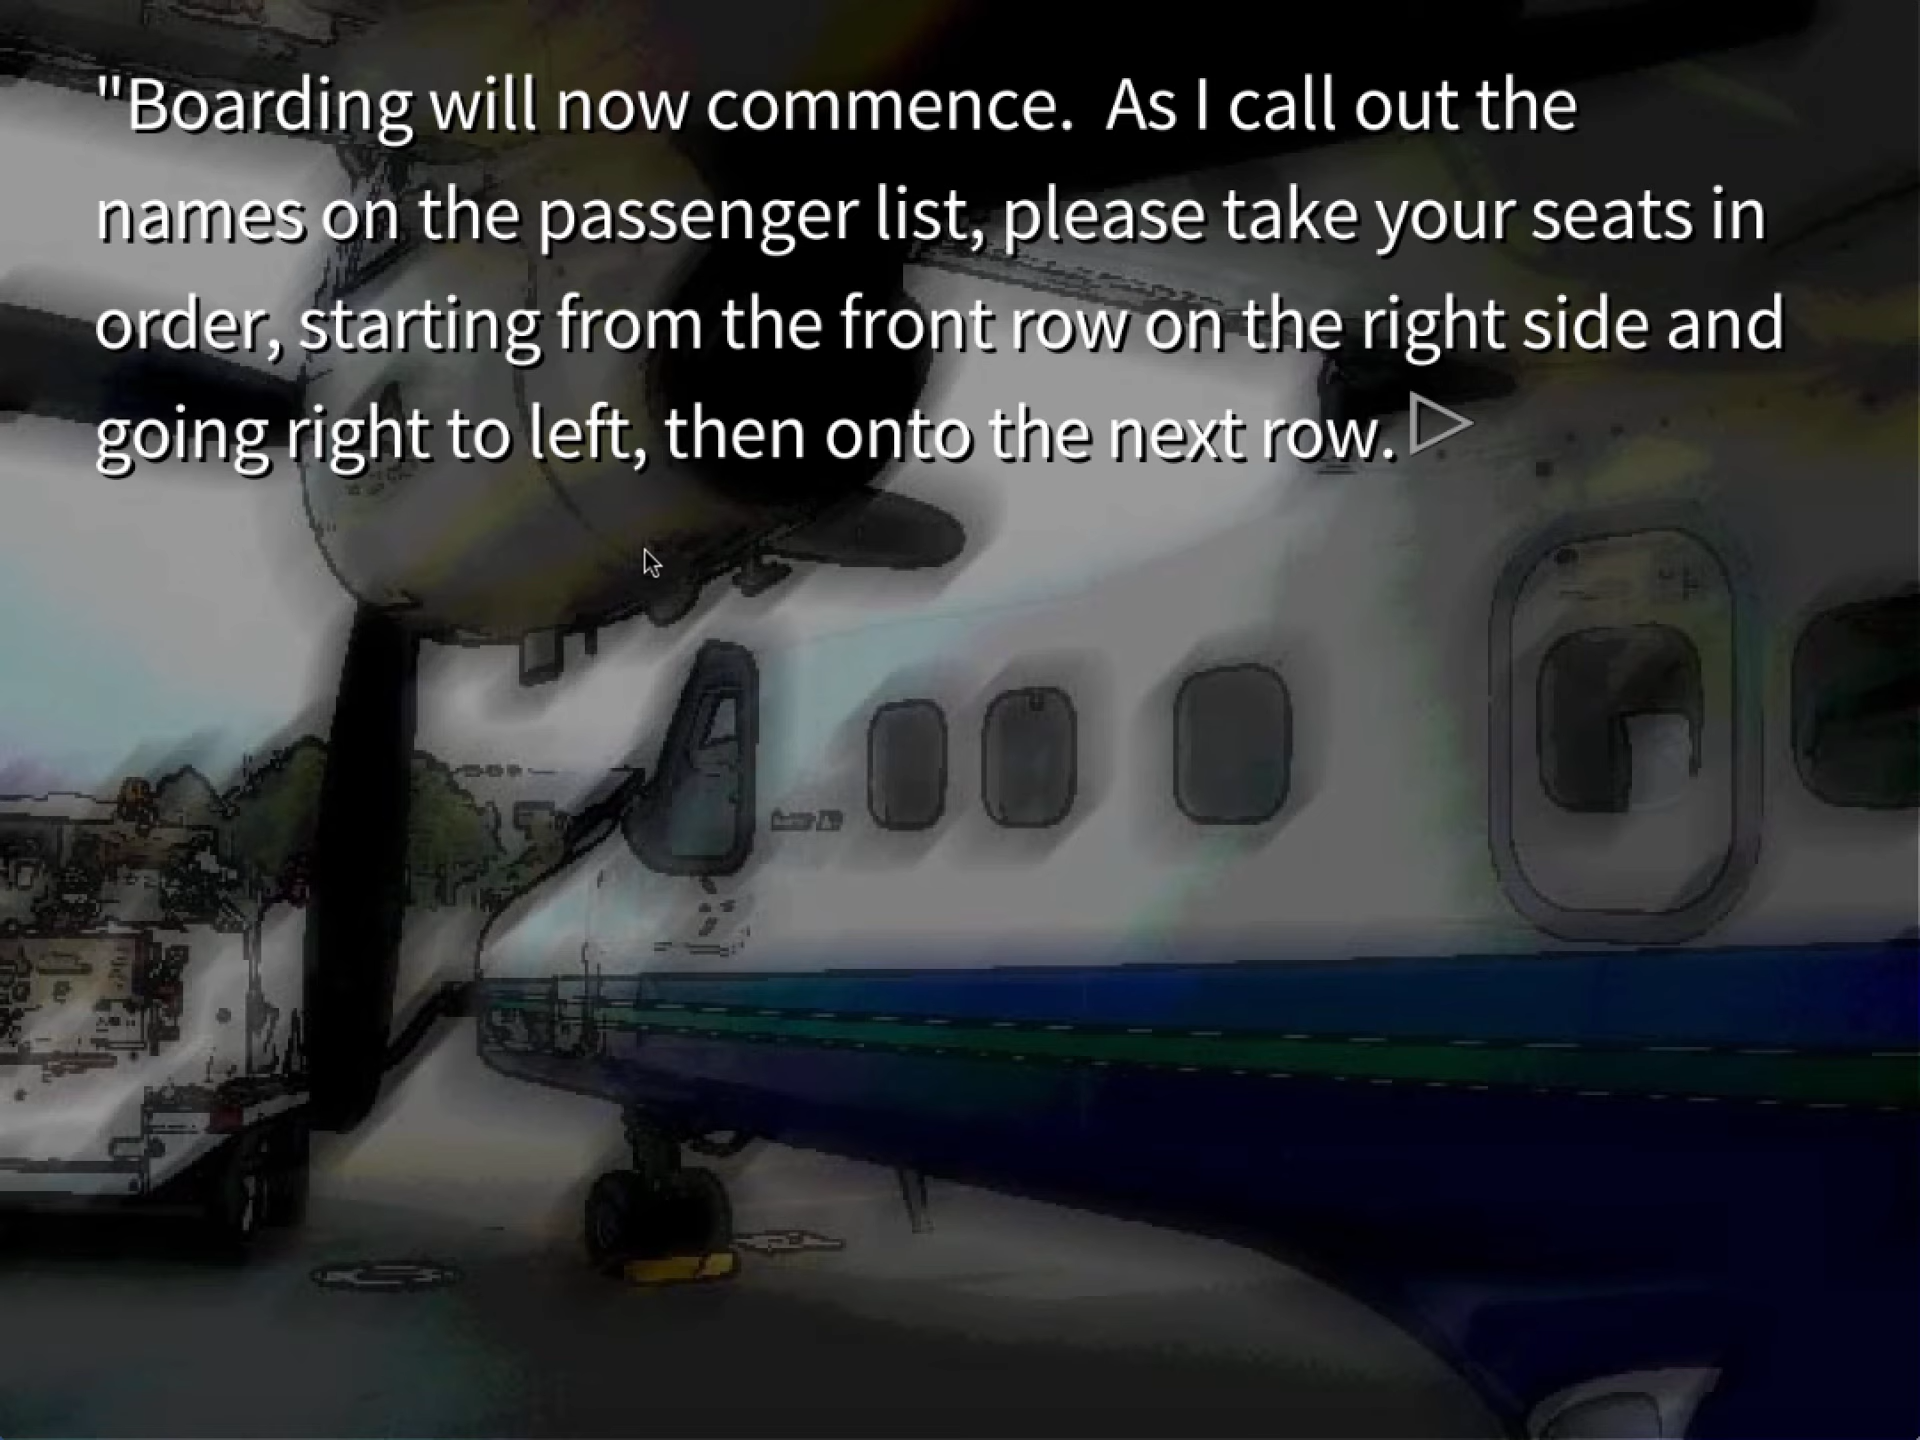 "Boarding will now commence.  As I call out the
names on the passenger list, please take your seats in
order, starting from the front row on the right side and
going right to left, then onto the next row.